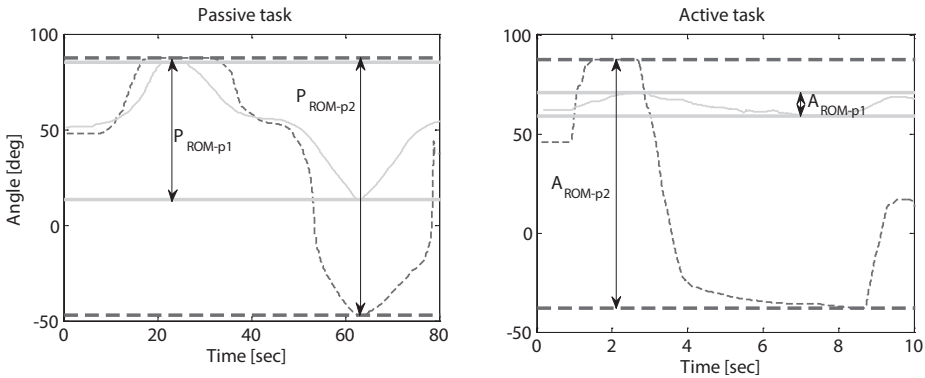 Passive task
100
50
0
-50
Angle [deg]
0
20
40
60
80
Time [sec]
P ROM-p1
P ROM-p2
Active task
100
50
0
-50
0
2
4
6
8
10
Time [sec]
A ROM-p1
A ROM-p2